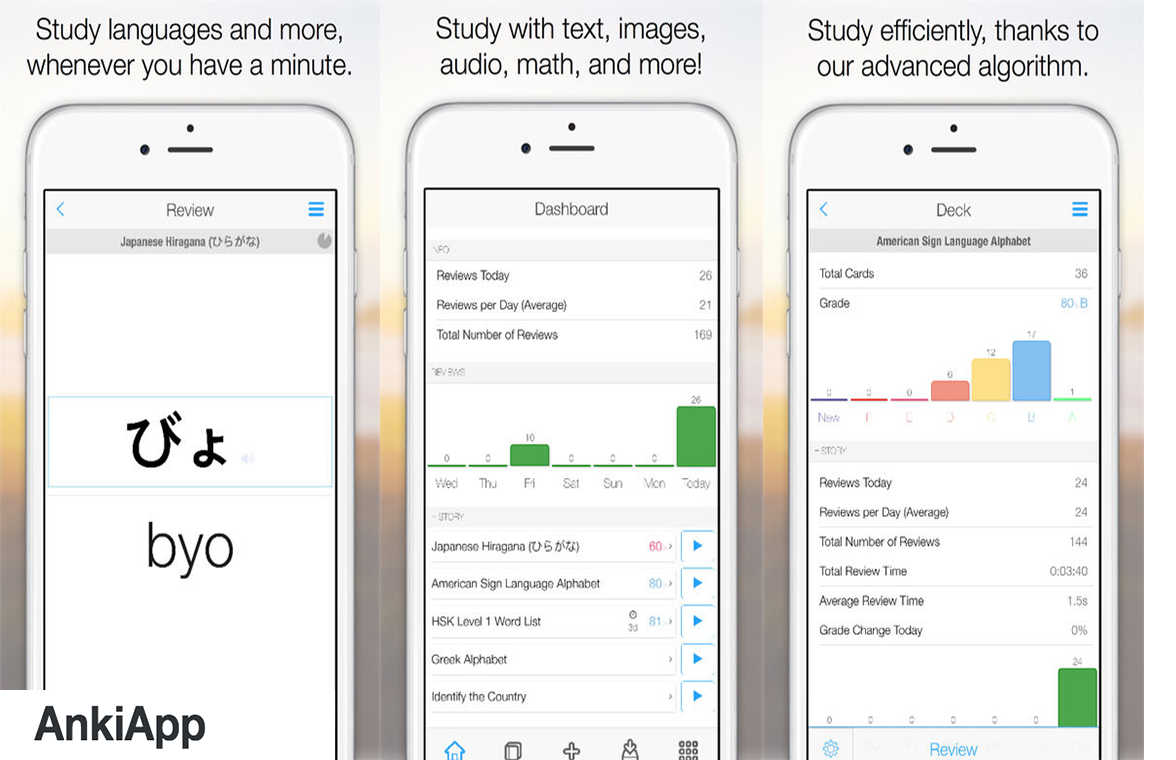 Study languages and more,
whenever you have a minute.
Review
Japanese Hiragana (ひらがな)
びょ
byo
AnkiApp
Study with text, images,
audio, math, and more!
Dashboard
Reviews Today 26
Reviews per Day (Average) 21
Total Number of Reviews 169
0 0 10 0 0 0 26
Wed Thu Fri Sat Sun Mon Today
Japanese Hiragana (ひらがな) 60
American Sign Language Alphabet 80
HSK Level 1 Word List 3d 81
Greek Alphabet
Identify the Country
Study efficiently, thanks to
our advanced algorithm.
Deck
American Sign Language Alphabet
Total Cards 36
Grade 80 B
0 0 0 6 12 17 1
New F E D C B A
Reviews Today 24
Reviews per Day (Average) 24
Total Number of Reviews 144
Total Review Time 0:03:40
Average Review Time 1.5s
Grade Change Today 0%
0 0 0 0 0 0 24
Review